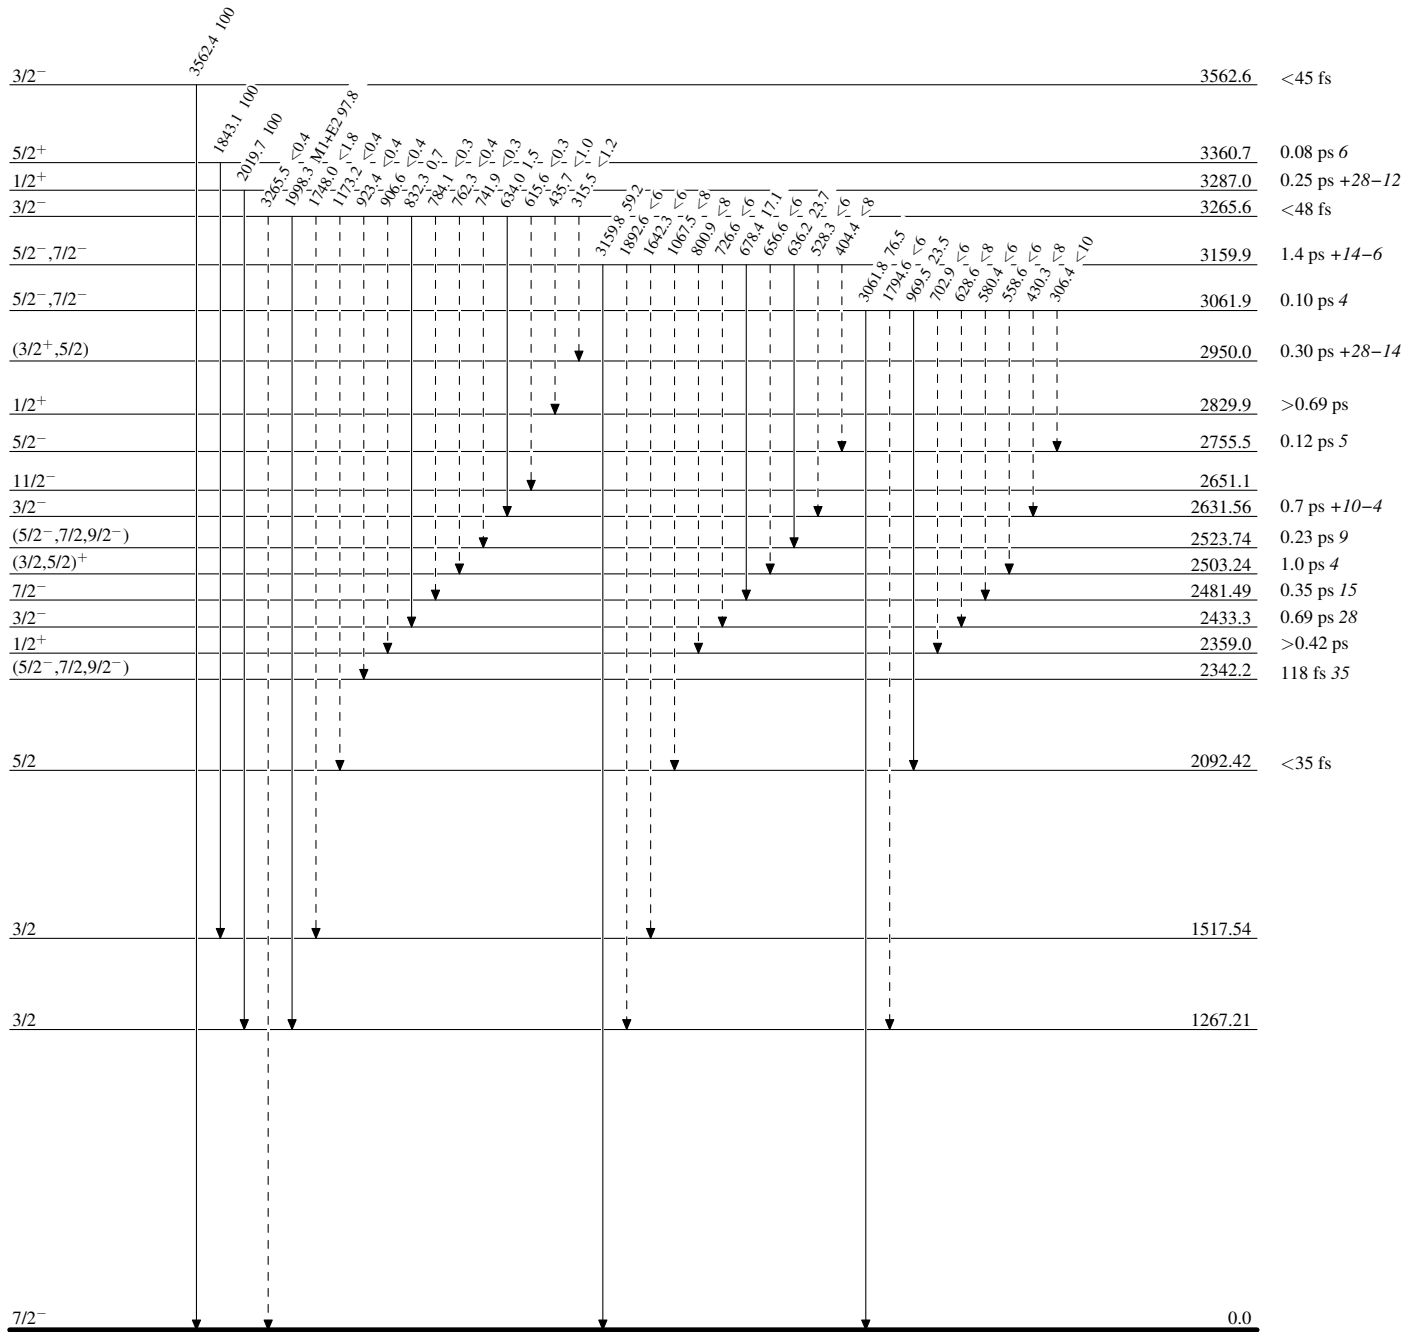 3562.4 100
3/2⁻ 3562.6 <45 fs
1843.1 100
5/2⁺ 3360.7 0.08 ps 6
2019.7 100
1/2⁺ 3287.0 0.25 ps +28−12
3265.5 <0.4
1998.3 M1+E2 97.8
1748.0 <1.8
1173.2 <0.4
923.4 <0.4
906.6 <0.4
832.3 0.7
784.1 <0.3
762.3 <0.4
741.9 <0.3
634.0 1.5
615.6 <0.3
435.7 <1.0
315.5 <1.2
3/2⁻ 3265.6 <48 fs
3159.8 59.2
1892.6 <6
1642.3 <6
1067.5 <8
800.9 <8
726.6 <6
678.4 17.1
656.6 <6
636.2 23.7
528.3 <6
404.4 <8
5/2⁻,7/2⁻ 3159.9 1.4 ps +14−6
3061.8 76.5
1794.6 <6
969.5 23.5
702.9 <6
628.6 <8
580.4 <6
558.6 <6
430.3 <8
306.4 <10
5/2⁻,7/2⁻ 3061.9 0.10 ps 4
(3/2⁺,5/2) 2950.0 0.30 ps +28−14
1/2⁺ 2829.9 >0.69 ps
5/2⁻ 2755.5 0.12 ps 5
11/2⁻ 2651.1
3/2⁻ 2631.56 0.7 ps +10−4
(5/2⁻,7/2,9/2⁻) 2523.74 0.23 ps 9
(3/2,5/2)⁺ 2503.24 1.0 ps 4
7/2⁻ 2481.49 0.35 ps 15
3/2⁻ 2433.3 0.69 ps 28
1/2⁺ 2359.0 >0.42 ps
(5/2⁻,7/2,9/2⁻) 2342.2 118 fs 35
5/2 2092.42 <35 fs
3/2 1517.54
3/2 1267.21
7/2⁻ 0.0